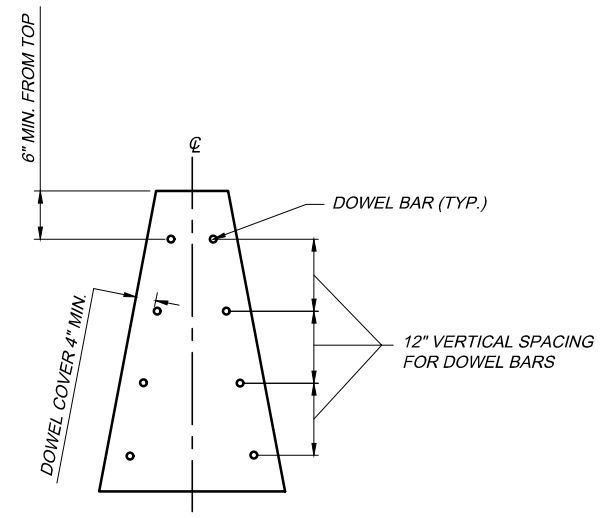 6" MIN. FROM TOP
℄
DOWEL BAR (TYP.)
DOWEL COVER 4" MIN.
12" VERTICAL SPACING
FOR DOWEL BARS